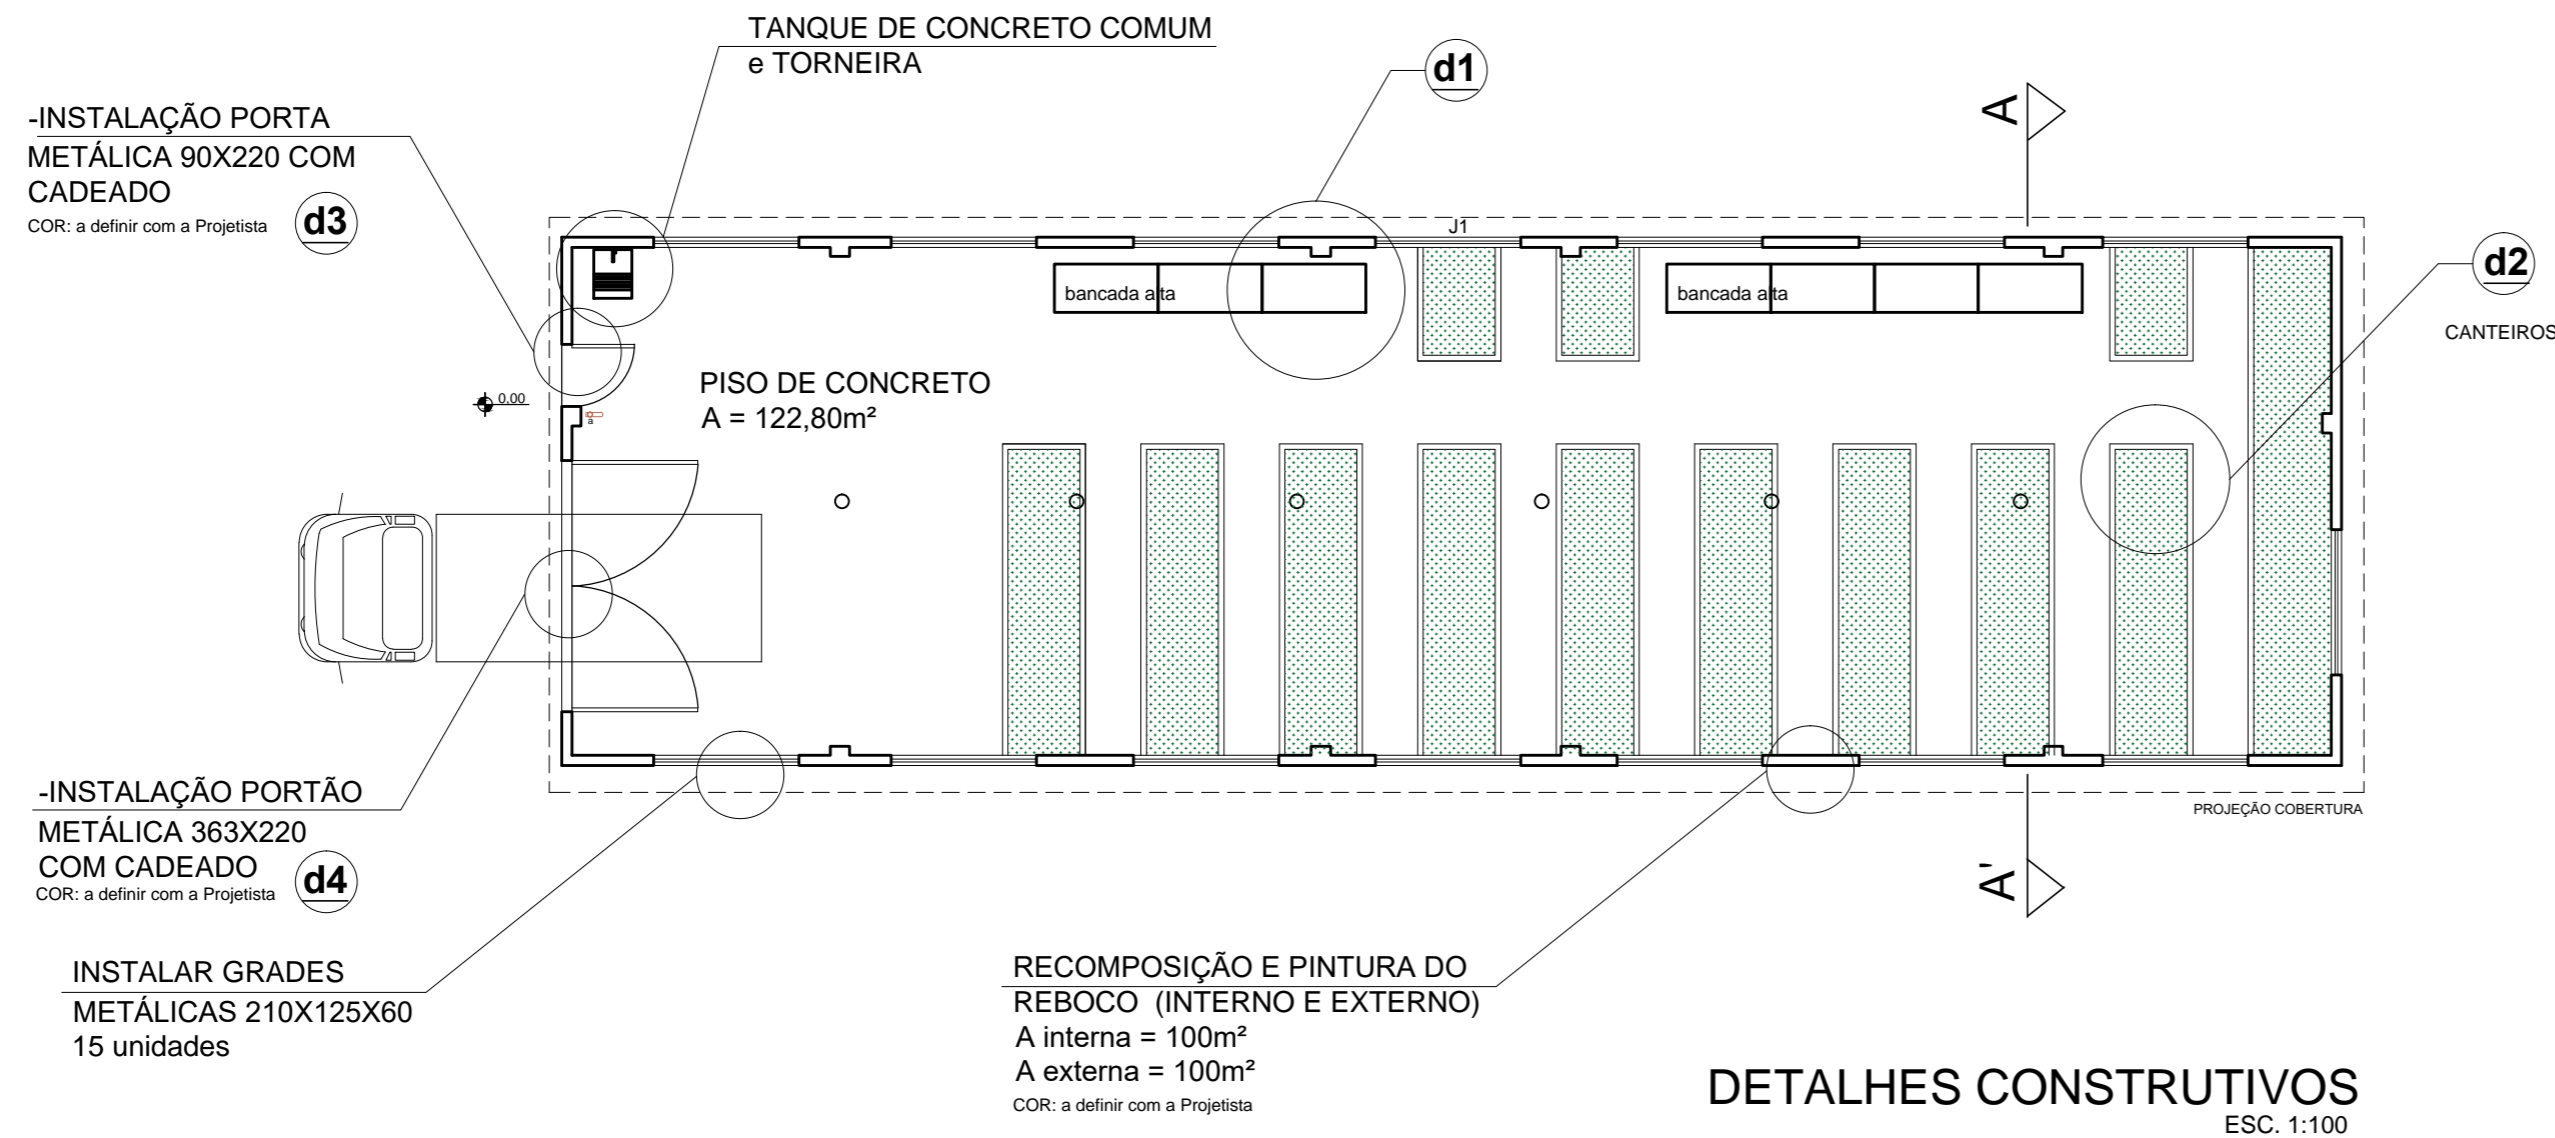 TANQUE DE CONCRETO COMUM
e TORNEIRA
d1
-INSTALAÇÃO PORTA
METÁLICA 90X220 COM
CADEADO
COR: a definir com a Projetista
d3
A
J1
d2
CANTEIROS
bancada alta
bancada alta
PISO DE CONCRETO
A = 122,80m²
0,00
a
-INSTALAÇÃO PORTÃO
METÁLICA 363X220
COM CADEADO
COR: a definir com a Projetista
d4
PROJEÇÃO COBERTURA
A'
INSTALAR GRADES
METÁLICAS 210X125X60
15 unidades
RECOMPOSIÇÃO E PINTURA DO
REBOCO (INTERNO E EXTERNO)
A interna = 100m²
A externa = 100m²
COR: a definir com a Projetista
DETALHES CONSTRUTIVOS
ESC. 1:100